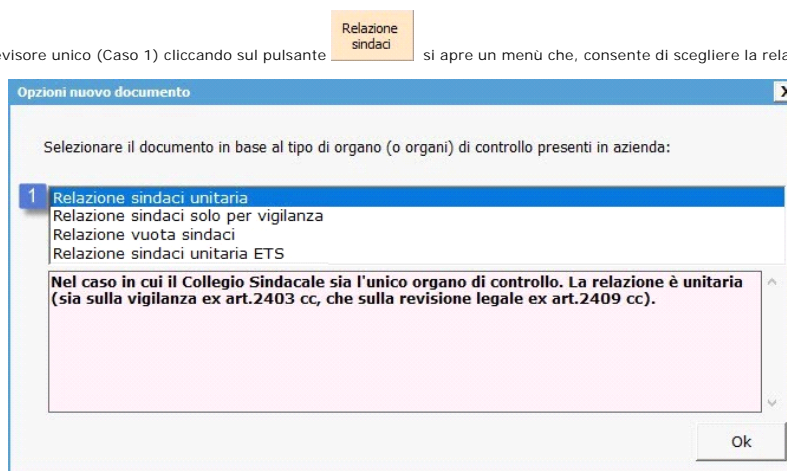 Relazione
sindaci
evisore unico (Caso 1) cliccando sul pulsante si apre un menù che, consente di scegliere la rela
Opzioni nuovo documento X
Selezionare il documento in base al tipo di organo (o organi) di controllo presenti in azienda:
1 Relazione sindaci unitaria
Relazione sindaci solo per vigilanza
Relazione vuota sindaci
Relazione sindaci unitaria ETS
Nel caso in cui il Collegio Sindacale sia l'unico organo di controllo. La relazione è unitaria
(sia sulla vigilanza ex art.2403 cc, che sulla revisione legale ex art.2409 cc).
Ok